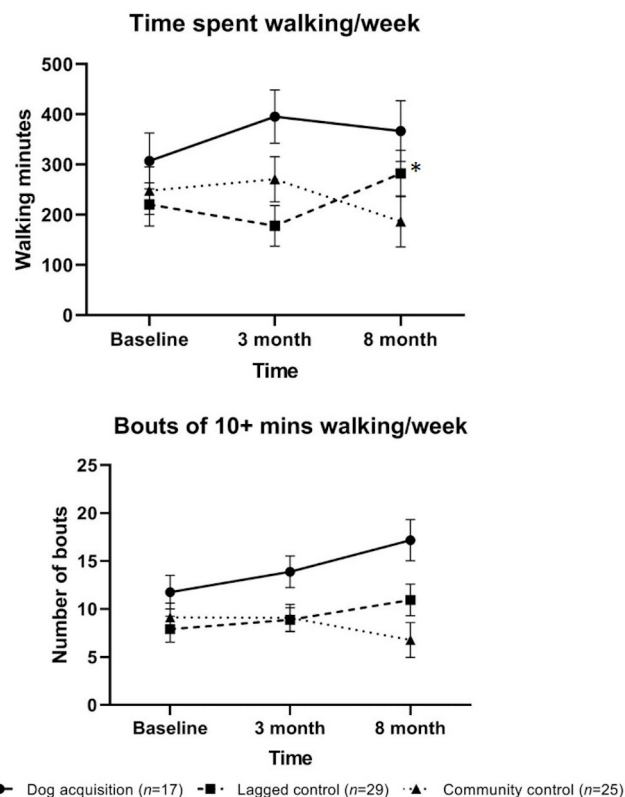 Time spent walking/week
500
400
300
200
100
0
Walking minutes
*
Baseline 3 month 8 month
Time
Bouts of 10+ mins walking/week
25
20
15
10
5
0
Number of bouts
Baseline 3 month 8 month
Time
Dog acquisition (n=17) Lagged control (n=29) Community control (n=25)